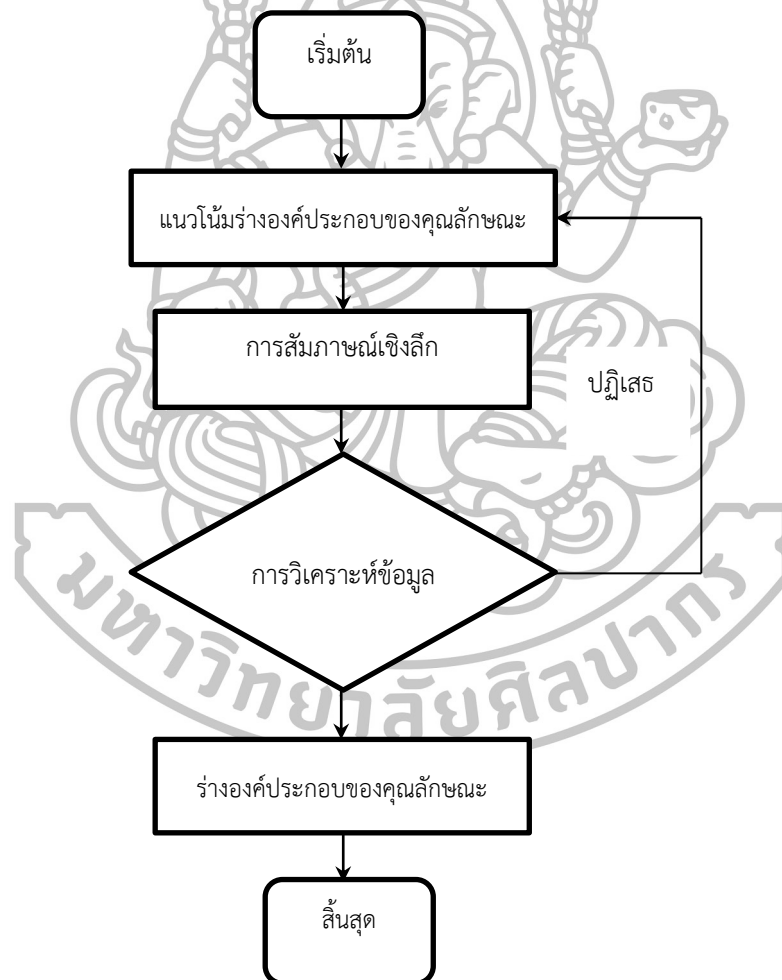 เริ่มต้น
แนวโน้มร่างองค์ประกอบของคุณลักษณะ
การสัมภาษณ์เชิงลึก
ปฏิเสธ
การวิเคราะห์ข้อมูล
มหาวิทยาลัยศิลปากร
ร่างองค์ประกอบของคุณลักษณะ
สิ้นสุด